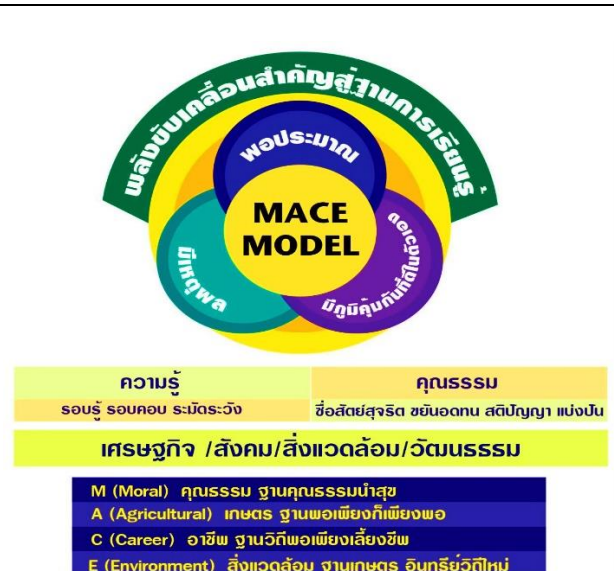 พลังขับเคลื่อนสำคัญสู่ฐานการเรียนรู้
พอประมาณ
MACE
MODEL
มีเหตุผล
มีภูมิคุ้มกันที่ดีในตัวเอง
ความรู้
คุณธรรม
รอบรู้ รอบคอบ ระมัดระวัง
ซื่อสัตย์สุจริต ขยันอดทน สติปัญญา แบ่งปัน
เศรษฐกิจ /สังคม/สิ่งแวดล้อม/วัฒนธรรม
M (Moral) คุณธรรม ฐานคุณธรรมนำสุข
A (Agricultural) เกษตร ฐานพอเพียงก็เพียงพอ
C (Career) อาชีพ ฐานวิถีพอเพียงเลี้ยงชีพ
E (Environment) สิ่งแวดล้อม ฐานเกษตร อินทรีย์วิถีใหม่